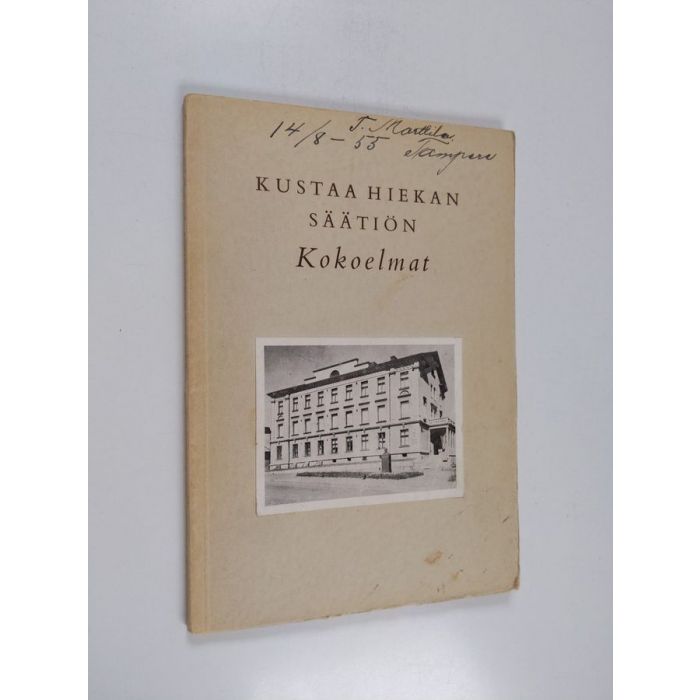 T. Marttila.
14/8 – 55 Tampere
KUSTAA HIEKAN
SÄÄTIÖN
Kokoelmat